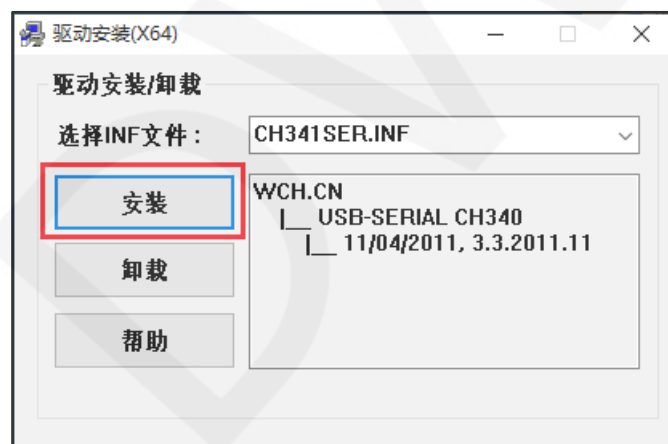 驱动安装(X64)
驱动安装/卸载
选择INF文件：
CH341SER.INF
安装
WCH.CN
|__ USB-SERIAL CH340
|__ 11/04/2011, 3.3.2011.11
卸载
帮助